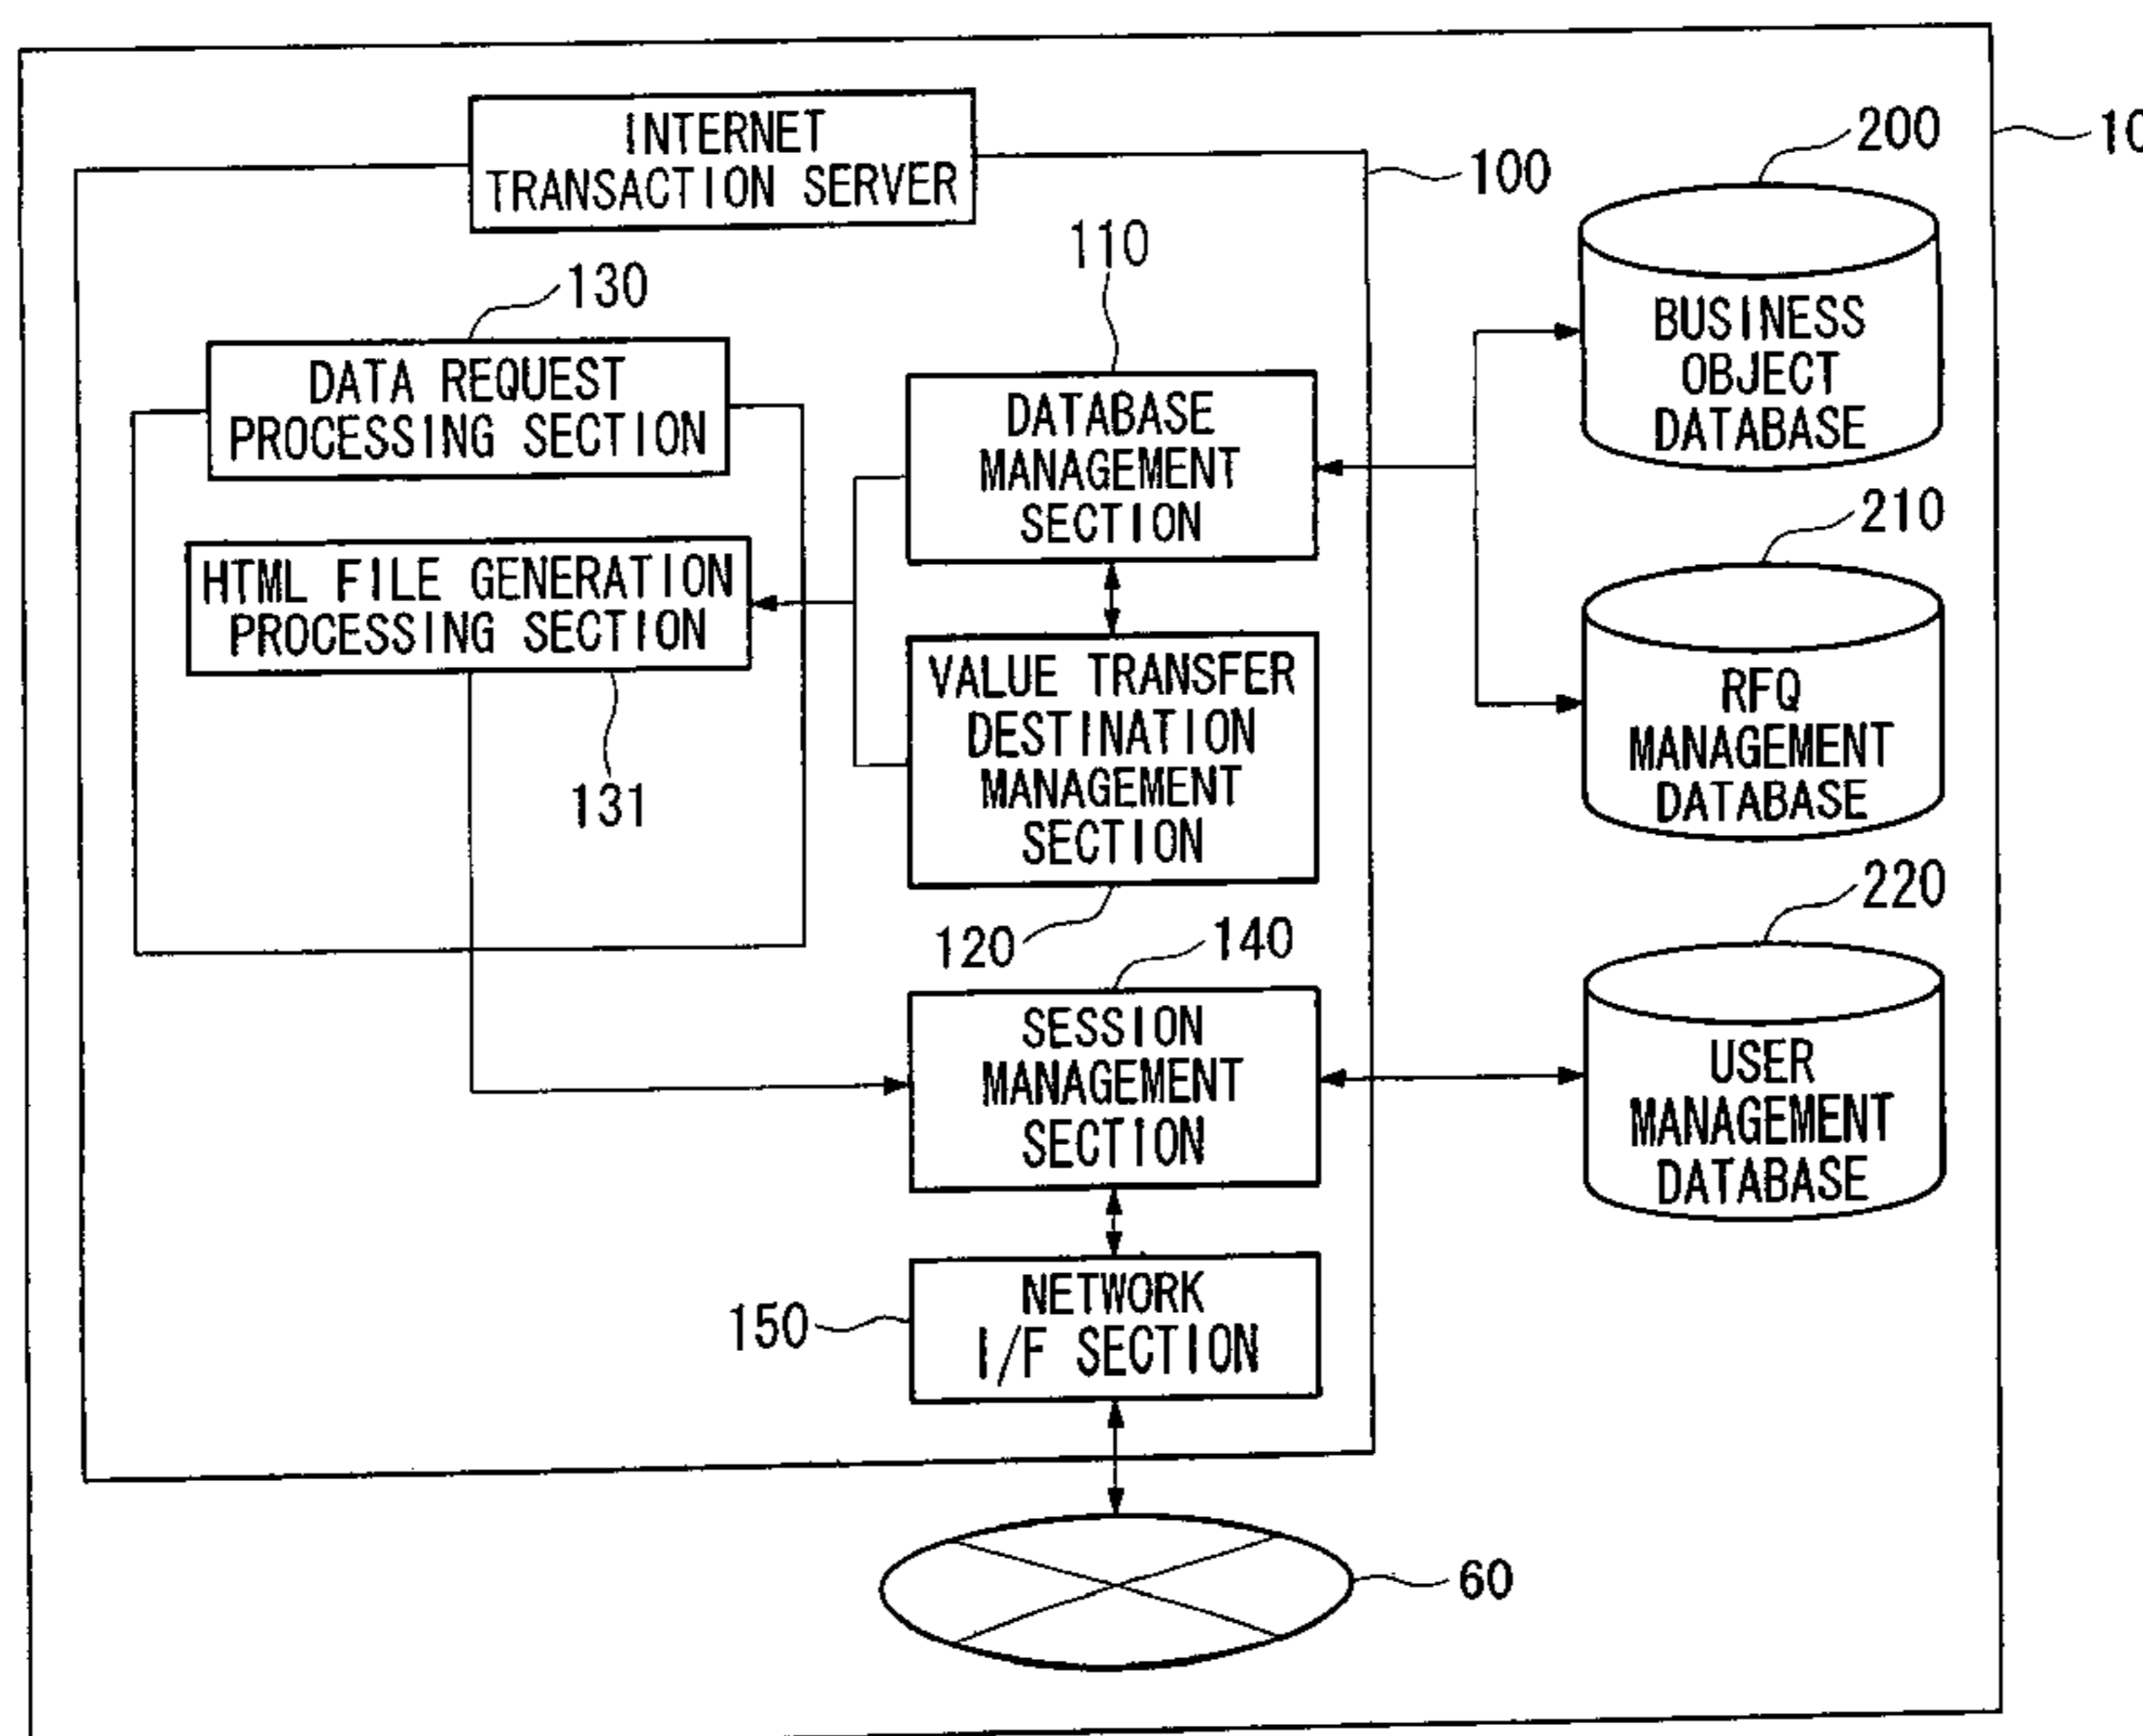 INTERNET
TRANSACTION SERVER
10
100
200
110
130
DATA REQUEST
PROCESSING SECTION
DATABASE
MANAGEMENT
SECTION
BUSINESS
OBJECT
DATABASE
HTML FILE GENERATION
PROCESSING SECTION
131
VALUE TRANSFER
DESTINATION
MANAGEMENT
SECTION
120
210
RFQ
MANAGEMENT
DATABASE
140
SESSION
MANAGEMENT
SECTION
220
USER
MANAGEMENT
DATABASE
150
NETWORK
I/F SECTION
60